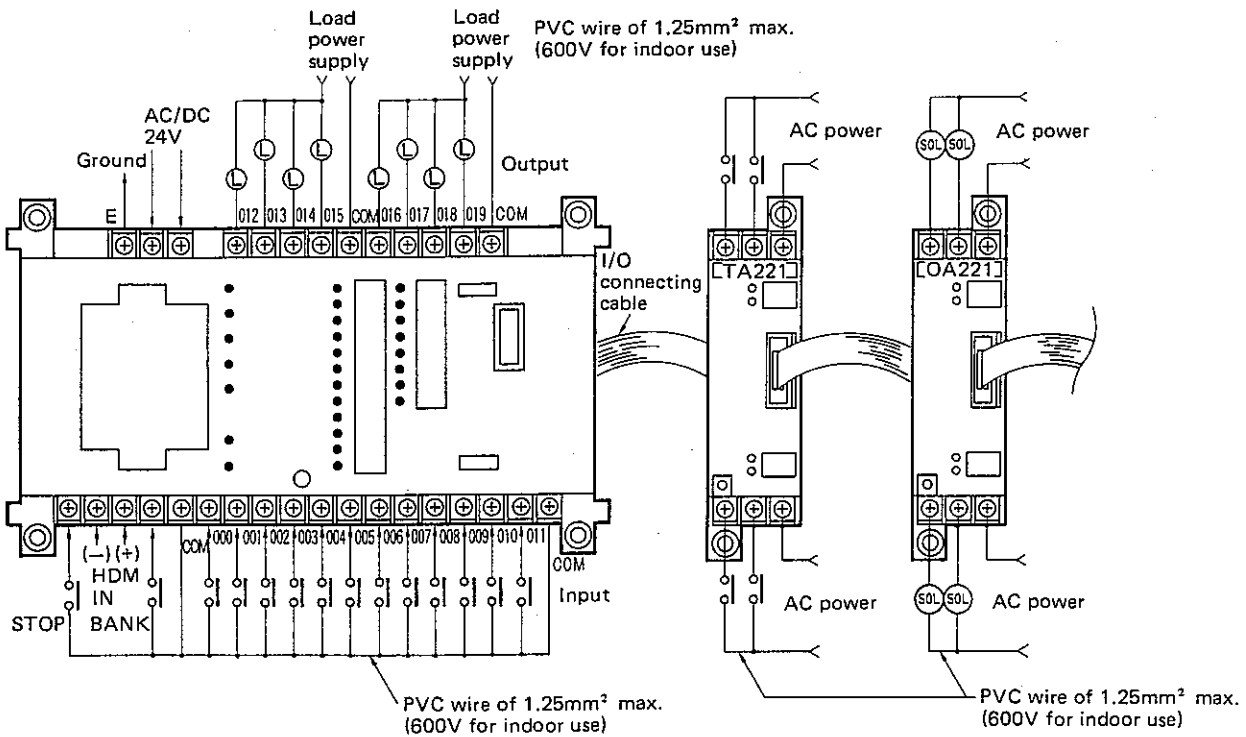 Load
power
supply
Load
power
supply
PVC wire of 1.25mm² max.
(600V for indoor use)
AC/DC
24V
Ground
Output
E
012 013 014 015 COM 016 017 018 019 COM
AC power
AC power
SOL SOL
I/O
connecting
cable
TA221
OA221
COM 000 001 002 003 004 005 006 007 008 009 010 011
COM
(−) (+)
HDM
IN
STOP
BANK
Input
AC power
SOL SOL
AC power
L L L L L L L L
PVC wire of 1.25mm² max.
(600V for indoor use)
PVC wire of 1.25mm² max.
(600V for indoor use)